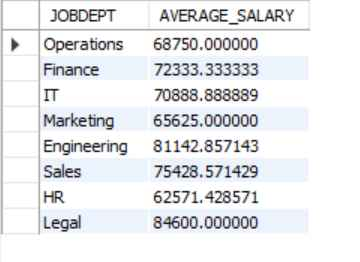 JOBDEPT AVERAGE_SALARY
Operations 68750.000000
Finance 72333.333333
IT 70888.888889
Marketing 65625.000000
Engineering 81142.857143
Sales 75428.571429
HR 62571.428571
Legal 84600.000000